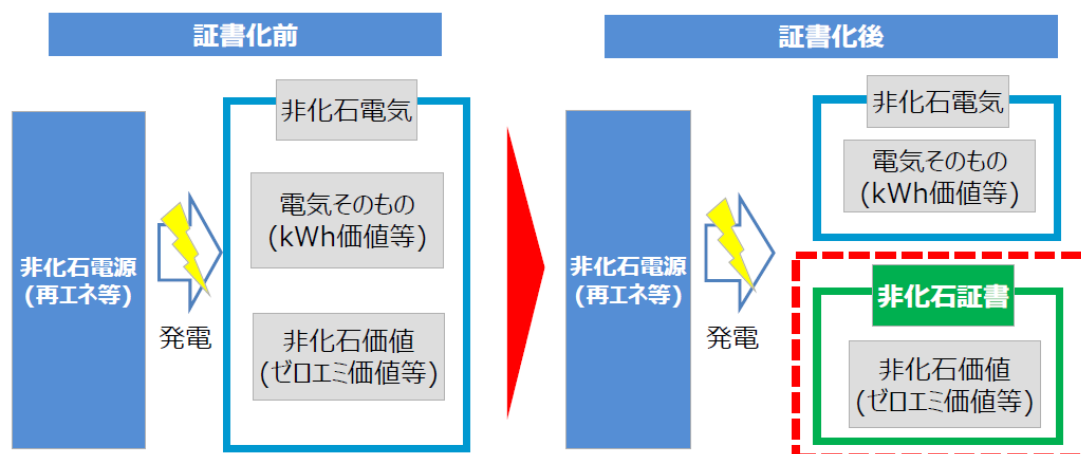 証書化前
非化石電源
(再エネ等)
発電
非化石電気
電気そのもの
(kWh価値等)
非化石価値
(ゼロエミ価値等)
証書化後
非化石電源
(再エネ等)
発電
非化石電気
電気そのもの
(kWh価値等)
非化石証書
非化石価値
(ゼロエミ価値等)